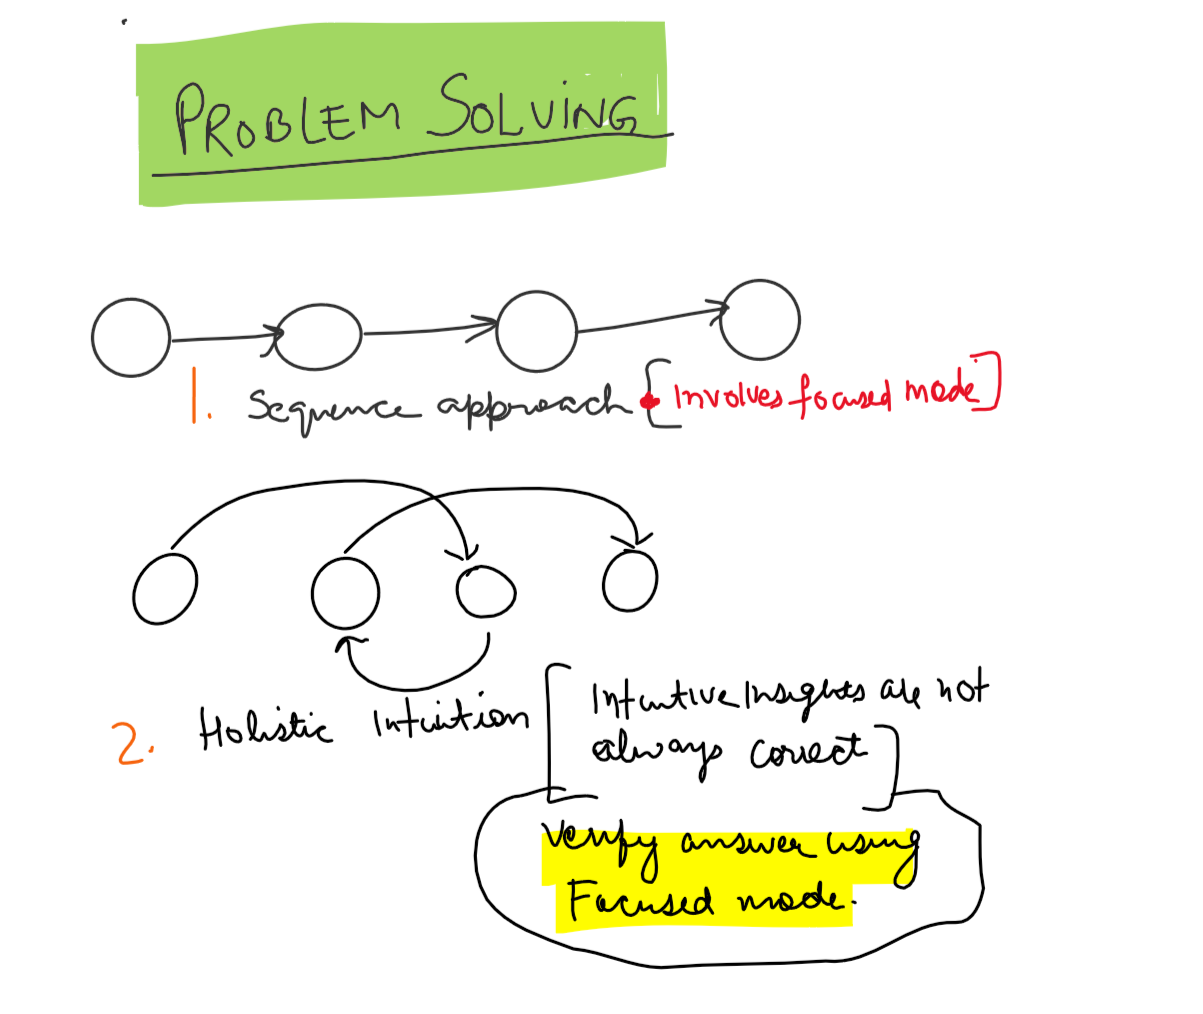 PROBLEM SOLVING
1. Sequence approach [Involves focused mode]
2. Holistic Intuition [Intuitive Insights are not
always correct]
Verify answer using
Focused mode.